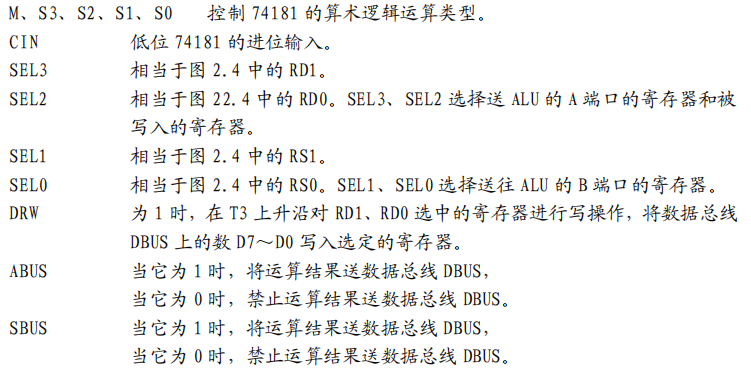 M、S3、S2、S1、S0 控制 74181 的算术逻辑运算类型。
CIN 低位 74181 的进位输入。
SEL3 相当于图 2.4 中的 RD1。
SEL2 相当于图 22.4 中的 RD0。SEL3、SEL2 选择送 ALU 的 A 端口的寄存器和被
写入的寄存器。
SEL1 相当于图 2.4 中的 RS1。
SEL0 相当于图 2.4 中的 RS0。SEL1、SEL0 选择送往 ALU 的 B 端口的寄存器。
DRW 为 1 时，在 T3 上升沿对 RD1、RD0 选中的寄存器进行写操作，将数据总线
DBUS 上的数 D7～D0 写入选定的寄存器。
ABUS 当它为 1 时，将运算结果送数据总线 DBUS，
当它为 0 时，禁止运算结果送数据总线 DBUS。
SBUS 当它为 1 时，将运算结果送数据总线 DBUS，
当它为 0 时，禁止运算结果送数据总线 DBUS。